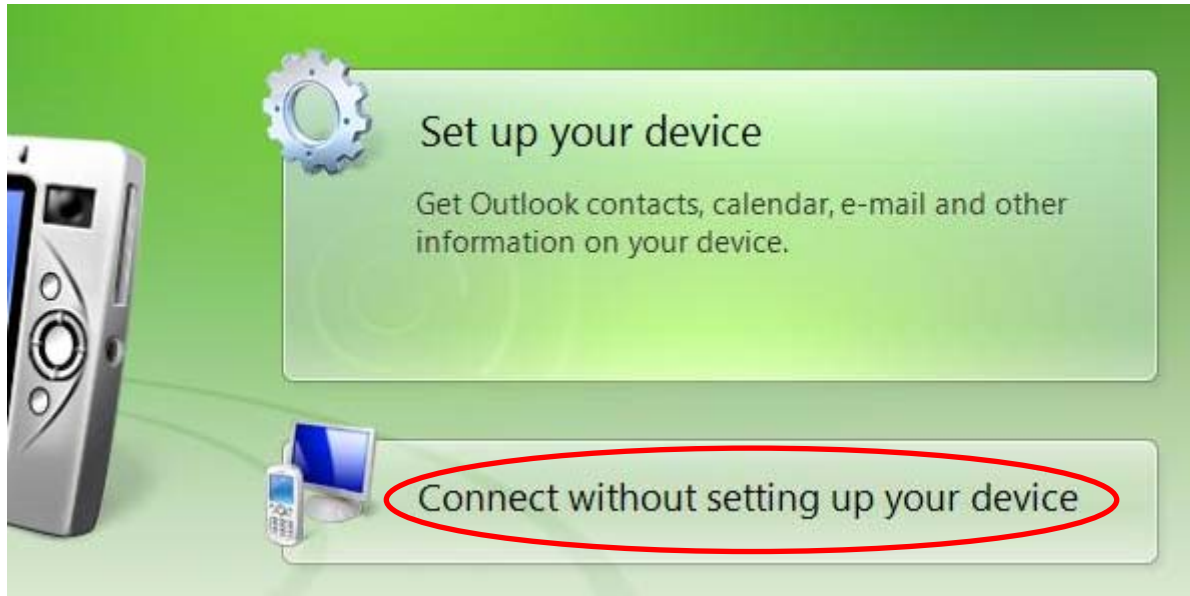 Set up your device
Get Outlook contacts, calendar, e-mail and other
information on your device.
Connect without setting up your device